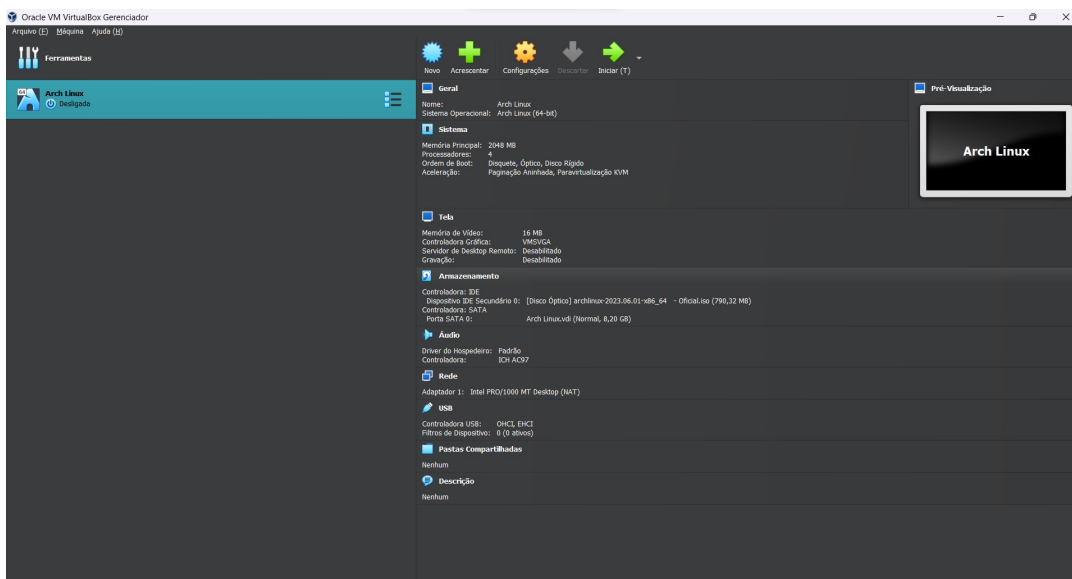 Oracle VM VirtualBox Gerenciador
Arquivo (F) Máquina Ajuda (H)
Ferramentas
Novo Acrescentar Configurações Descartar Iniciar (T)
64
Arch Linux
Desligada
Geral
Nome: Arch Linux
Sistema Operacional: Arch Linux (64-bit)
Pré-Visualização
Arch Linux
Sistema
Memória Principal: 2048 MB
Processadores: 4
Ordem de Boot: Disquete, Óptico, Disco Rígido
Aceleração: Paginação Aninhada, Paravirtualização KVM
Tela
Memória de Vídeo: 16 MB
Controladora Gráfica: VMSVGA
Servidor de Desktop Remoto: Desabilitado
Gravação: Desabilitado
Armazenamento
Controladora: IDE
Dispositivo IDE Secundário 0: [Disco Óptico] archlinux-2023.06.01-x86_64 - Oficial.iso (790,32 MB)
Controladora: SATA
Porta SATA 0: Arch Linux.vdi (Normal, 8,20 GB)
Áudio
Driver do Hospedeiro: Padrão
Controladora: ICH AC97
Rede
Adaptador 1: Intel PRO/1000 MT Desktop (NAT)
USB
Controladora USB: OHCI, EHCI
Filtros de Dispositivo: 0 (0 ativos)
Pastas Compartilhadas
Nenhum
Descrição
Nenhum